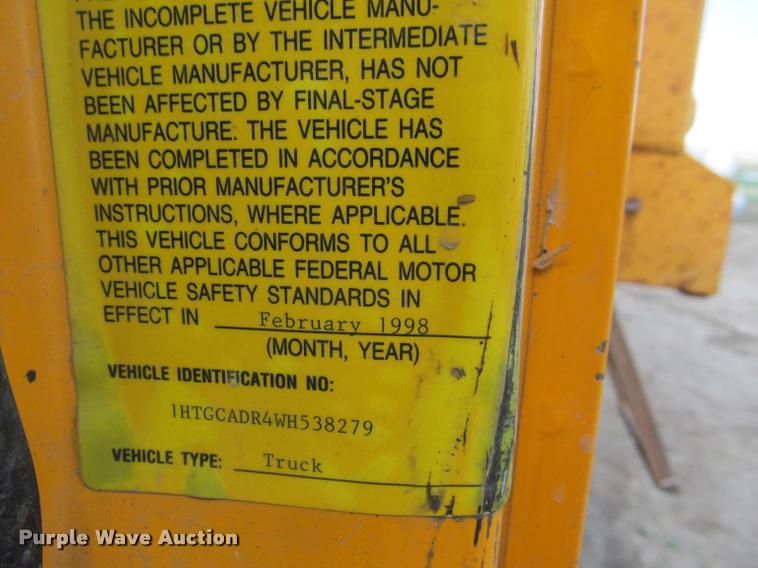 THE INCOMPLETE VEHICLE MANU-
FACTURER OR BY THE INTERMEDIATE
VEHICLE MANUFACTURER, HAS NOT
BEEN AFFECTED BY FINAL-STAGE
MANUFACTURE. THE VEHICLE HAS
BEEN COMPLETED IN ACCORDANCE
WITH PRIOR MANUFACTURER'S
INSTRUCTIONS, WHERE APPLICABLE.
THIS VEHICLE CONFORMS TO ALL
OTHER APPLICABLE FEDERAL MOTOR
VEHICLE SAFETY STANDARDS IN
EFFECT IN February 1998
(MONTH, YEAR)
VEHICLE IDENTIFICATION NO:
1HTGCADR4WH538279
VEHICLE TYPE: Truck
Purple Wave Auction